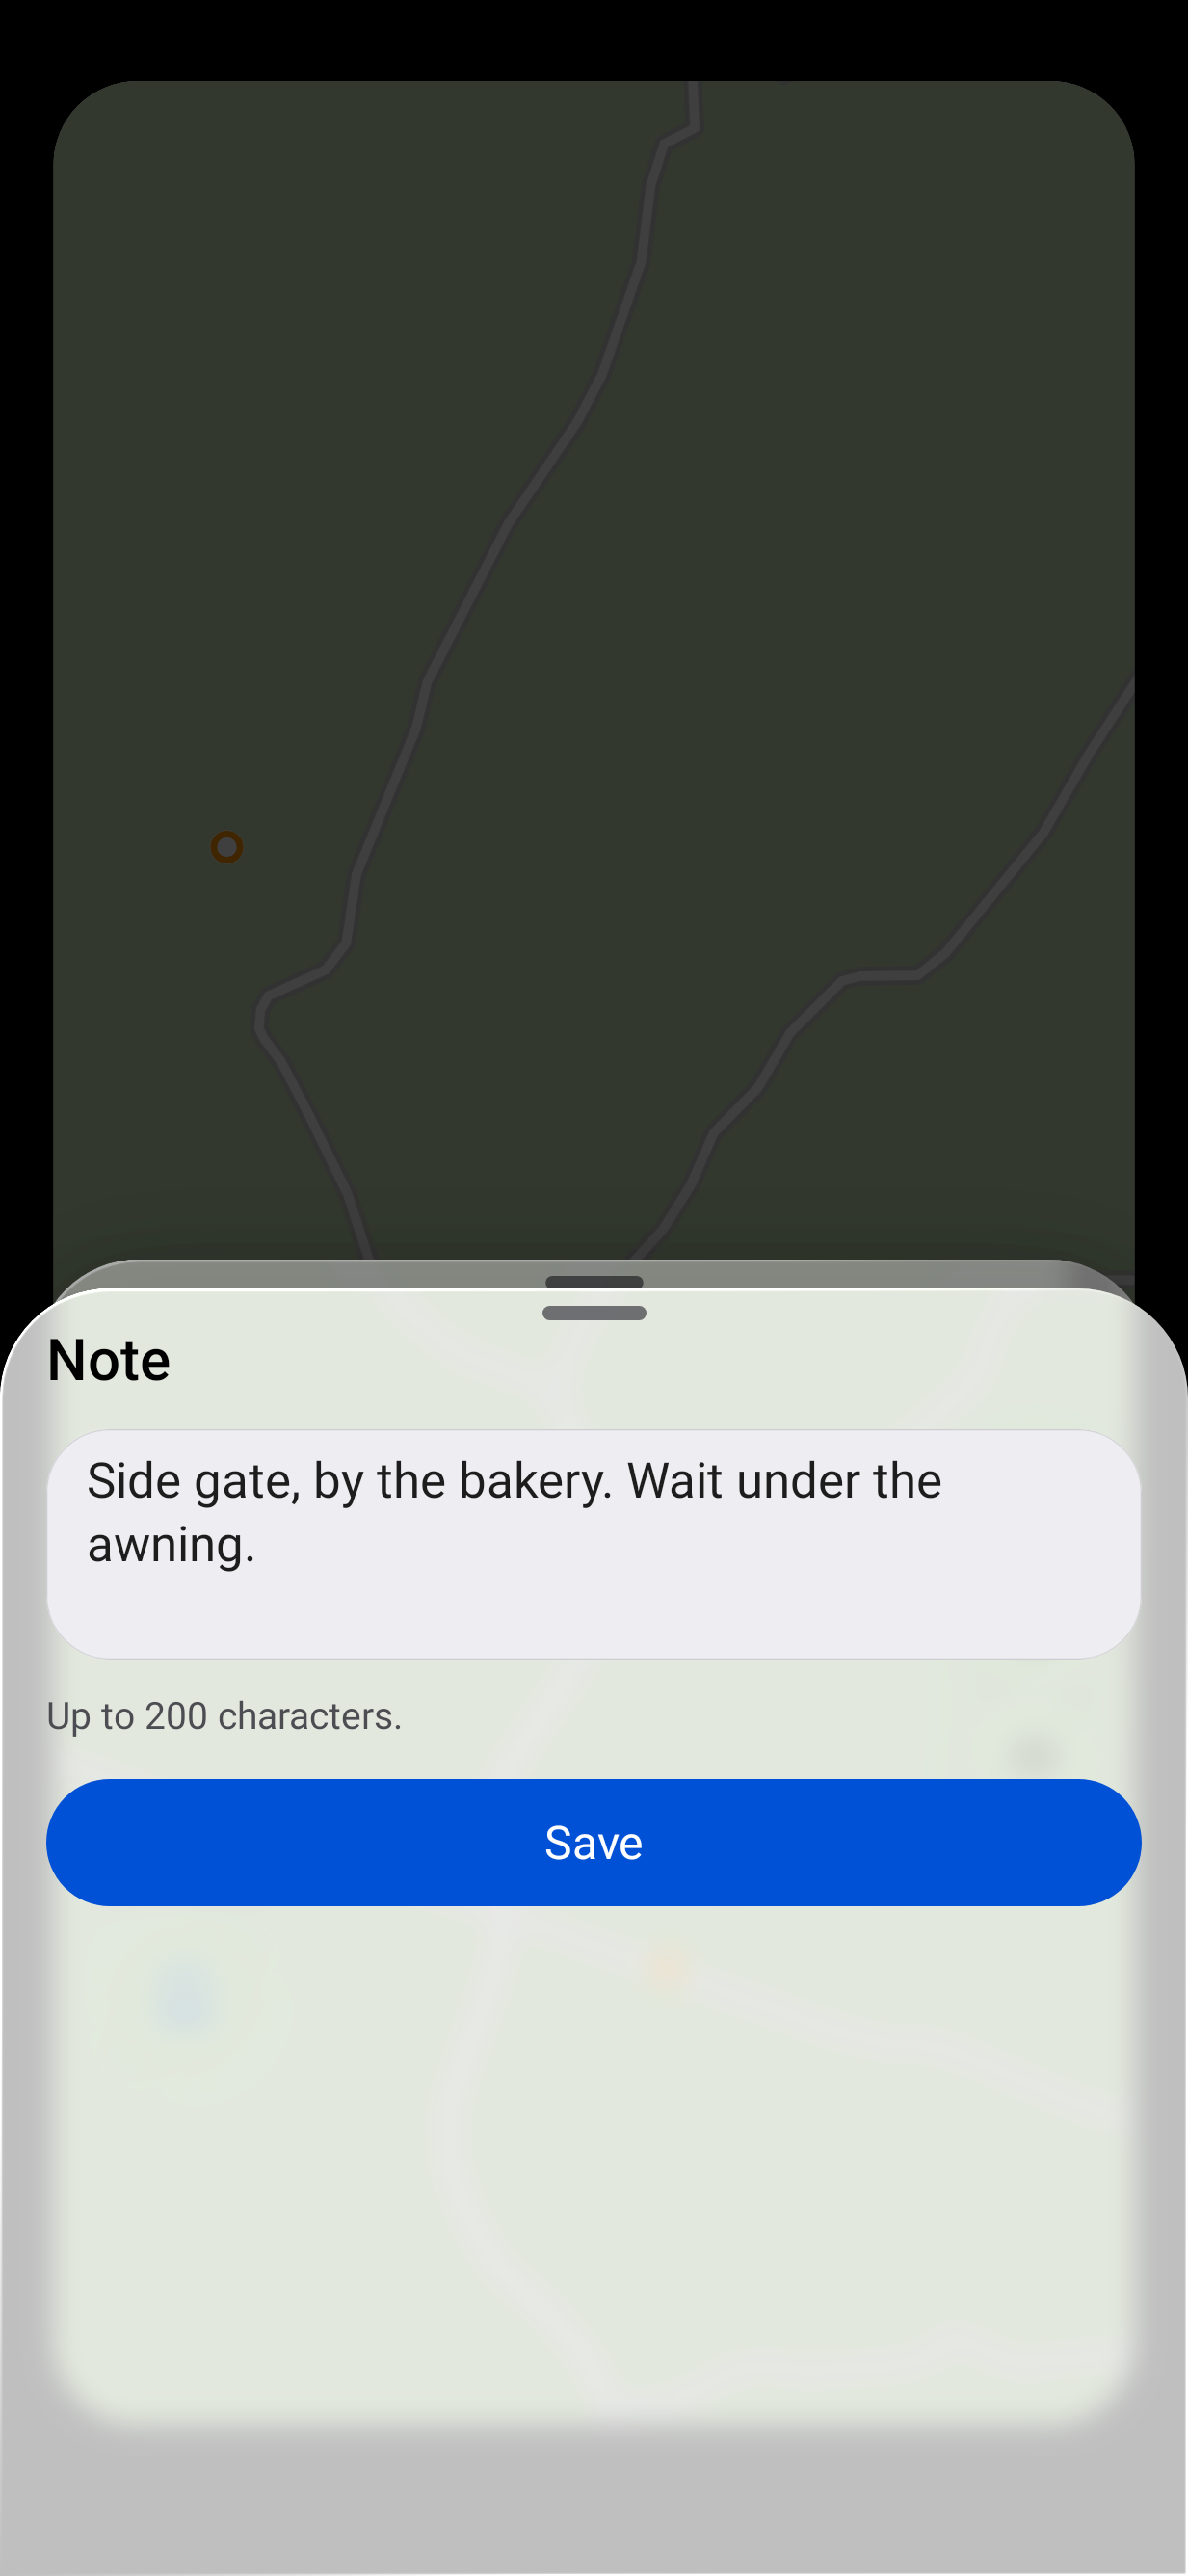 Note
Side gate, by the bakery. Wait under the
awning.
Up to 200 characters.
Save